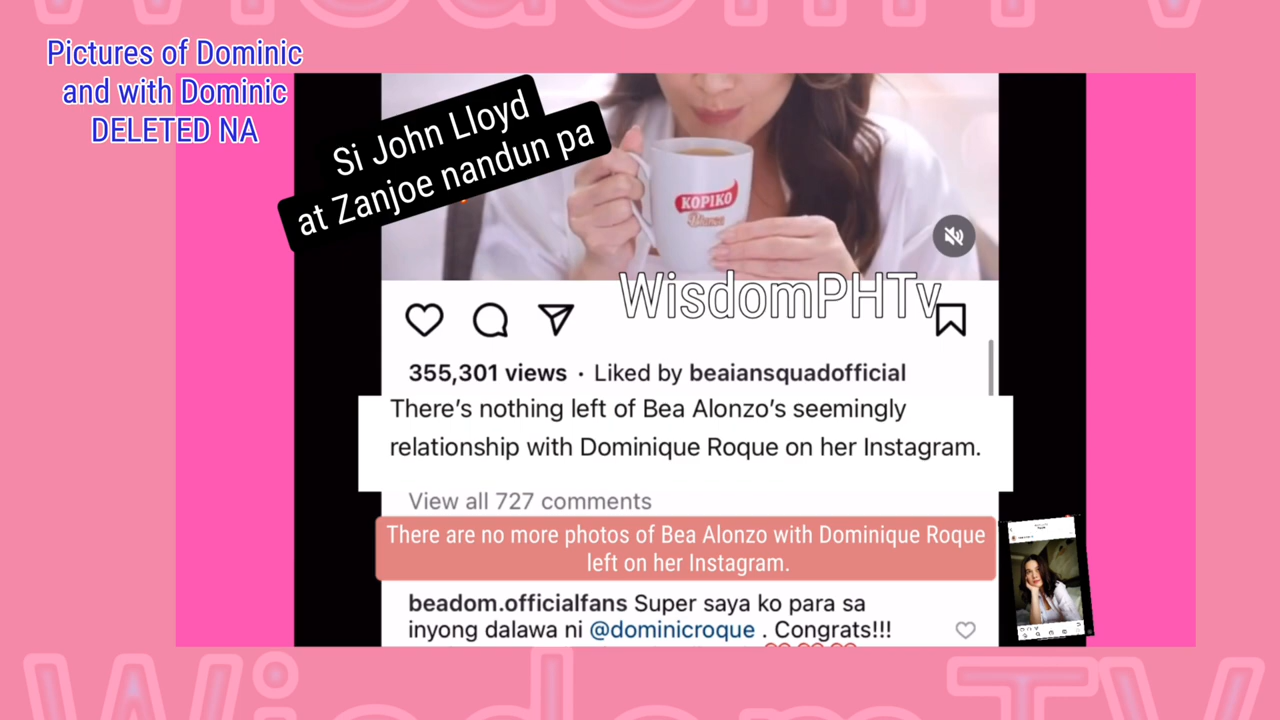 WisdomPHTv
Pictures of Dominic
and with Dominic
DELETED NA
Si John Lloyd
at Zanjoe nandun pa
KOPIKO
WisdomPHTv
355,301 views · Liked by beaiansquadofficial
There’s nothing left of Bea Alonzo’s seemingly
relationship with Dominique Roque on her Instagram.
View all 727 comments
There are no more photos of Bea Alonzo with Dominique Roque
left on her Instagram.
beadom.officialfans Super saya ko para sa
inyong dalawa ni @dominicroque . Congrats!!!
WisdomTV